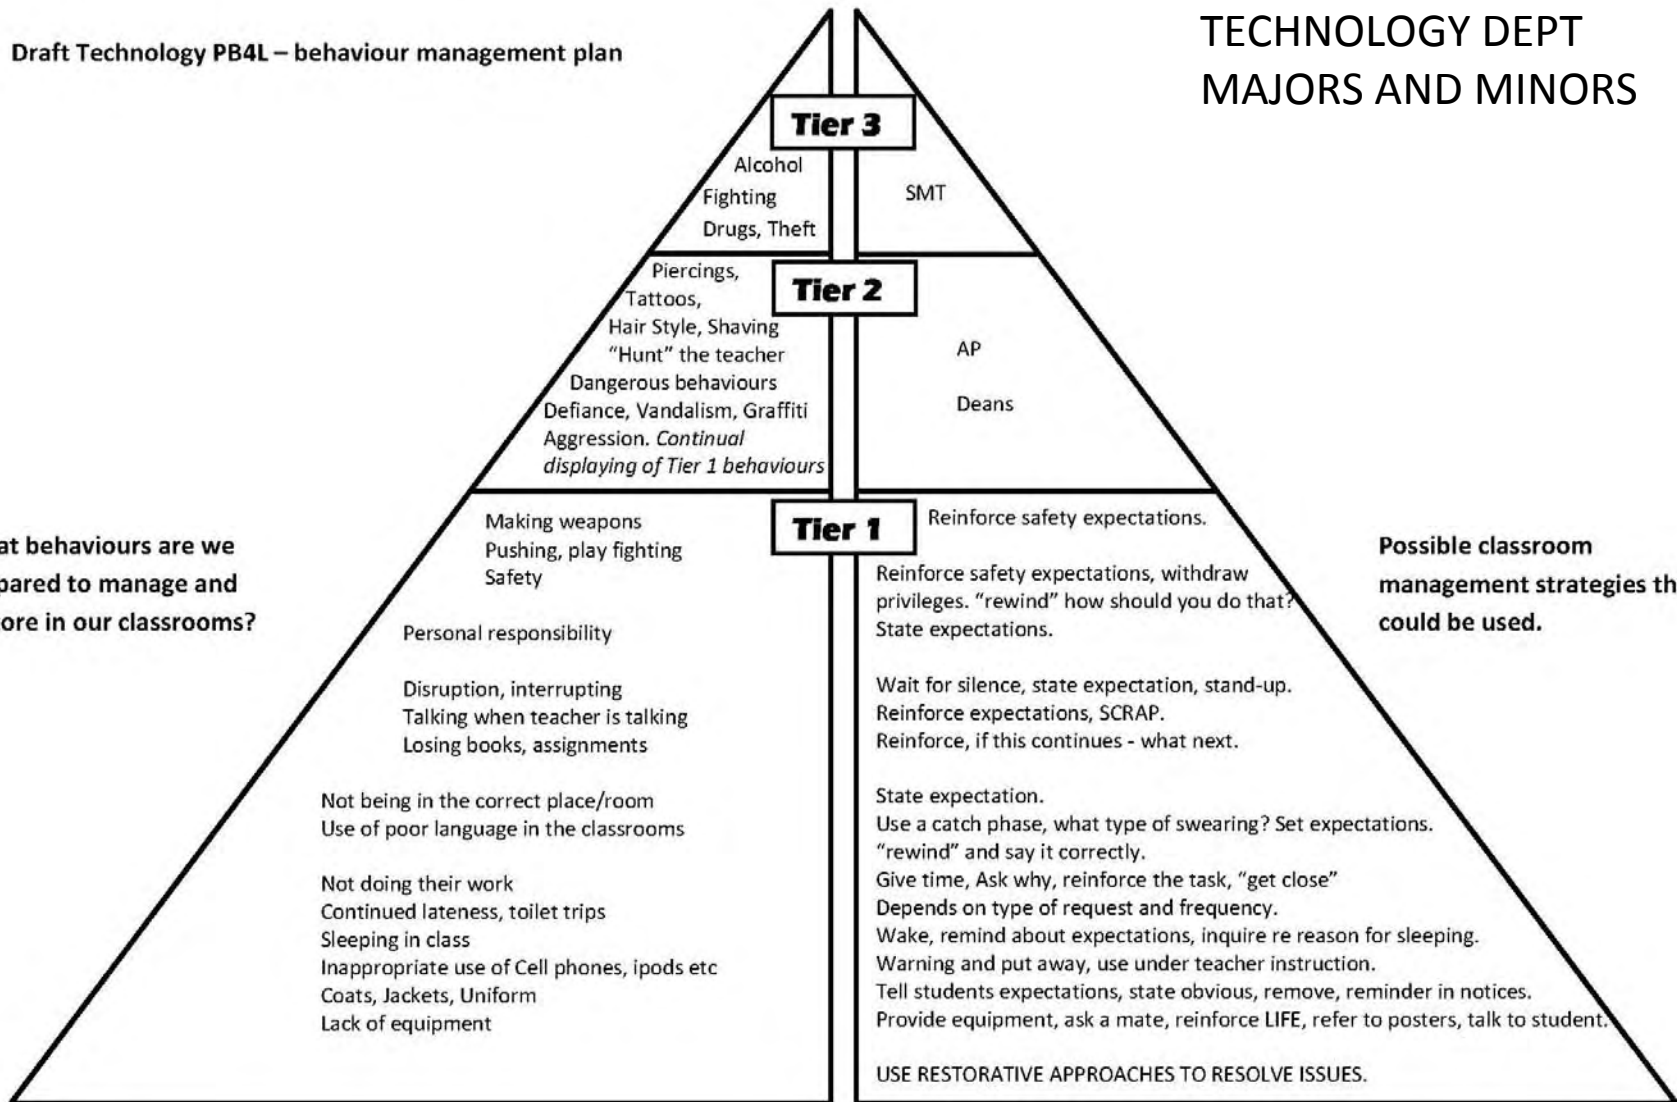 Draft Technology PB4L – behaviour management plan
TECHNOLOGY DEPT
MAJORS AND MINORS
Tier 3
Alcohol
Fighting
Drugs, Theft
SMT
Tier 2
Piercings,
Tattoos,
Hair Style, Shaving
“Hunt” the teacher
Dangerous behaviours
Defiance, Vandalism, Graffiti
Aggression. Continual
displaying of Tier 1 behaviours
AP
Deans
behaviours are we
to manage and
in our classrooms?
Tier 1
Making weapons
Pushing, play fighting
Safety
Personal responsibility
Disruption, interrupting
Talking when teacher is talking
Losing books, assignments
Not being in the correct place/room
Use of poor language in the classrooms
Not doing their work
Continued lateness, toilet trips
Sleeping in class
Inappropriate use of Cell phones, ipods etc
Coats, Jackets, Uniform
Lack of equipment
Reinforce safety expectations.
Reinforce safety expectations, withdraw
privileges. “rewind” how should you do that?
State expectations.
Wait for silence, state expectation, stand-up.
Reinforce expectations, SCRAP.
Reinforce, if this continues - what next.
State expectation.
Use a catch phase, what type of swearing? Set expectations.
“rewind” and say it correctly.
Give time, Ask why, reinforce the task, “get close”
Depends on type of request and frequency.
Wake, remind about expectations, inquire re reason for sleeping.
Warning and put away, use under teacher instruction.
Tell students expectations, state obvious, remove, reminder in notices.
Provide equipment, ask a mate, reinforce LIFE, refer to posters, talk to student.
USE RESTORATIVE APPROACHES TO RESOLVE ISSUES.
Possible classroom
management strategies
could be used.